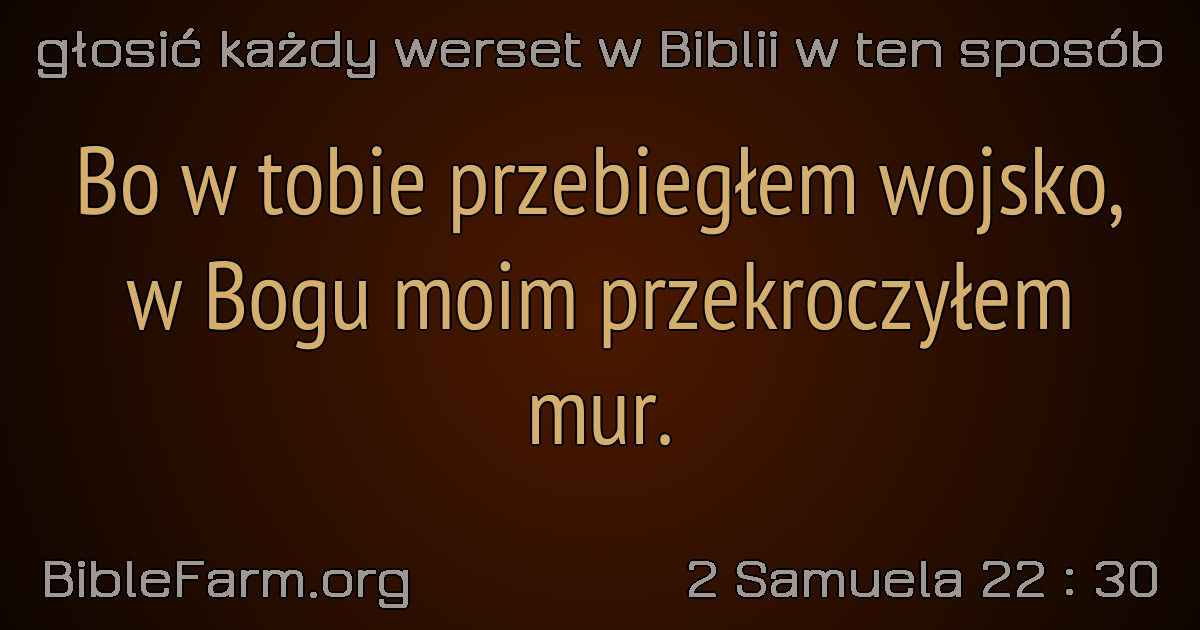 głosić każdy werset w Biblii w ten sposób
Bo w tobie przebiegłem wojsko,
w Bogu moim przekroczyłem
mur.
BibleFarm.org
2 Samuela 22 : 30